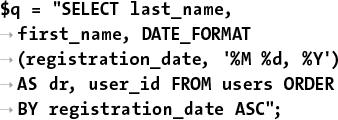 $q = "SELECT last_name,
→ first_name, DATE_FORMAT
→ (registration_date, '%M %d, %Y')
→ AS dr, user_id FROM users ORDER
→ BY registration_date ASC";